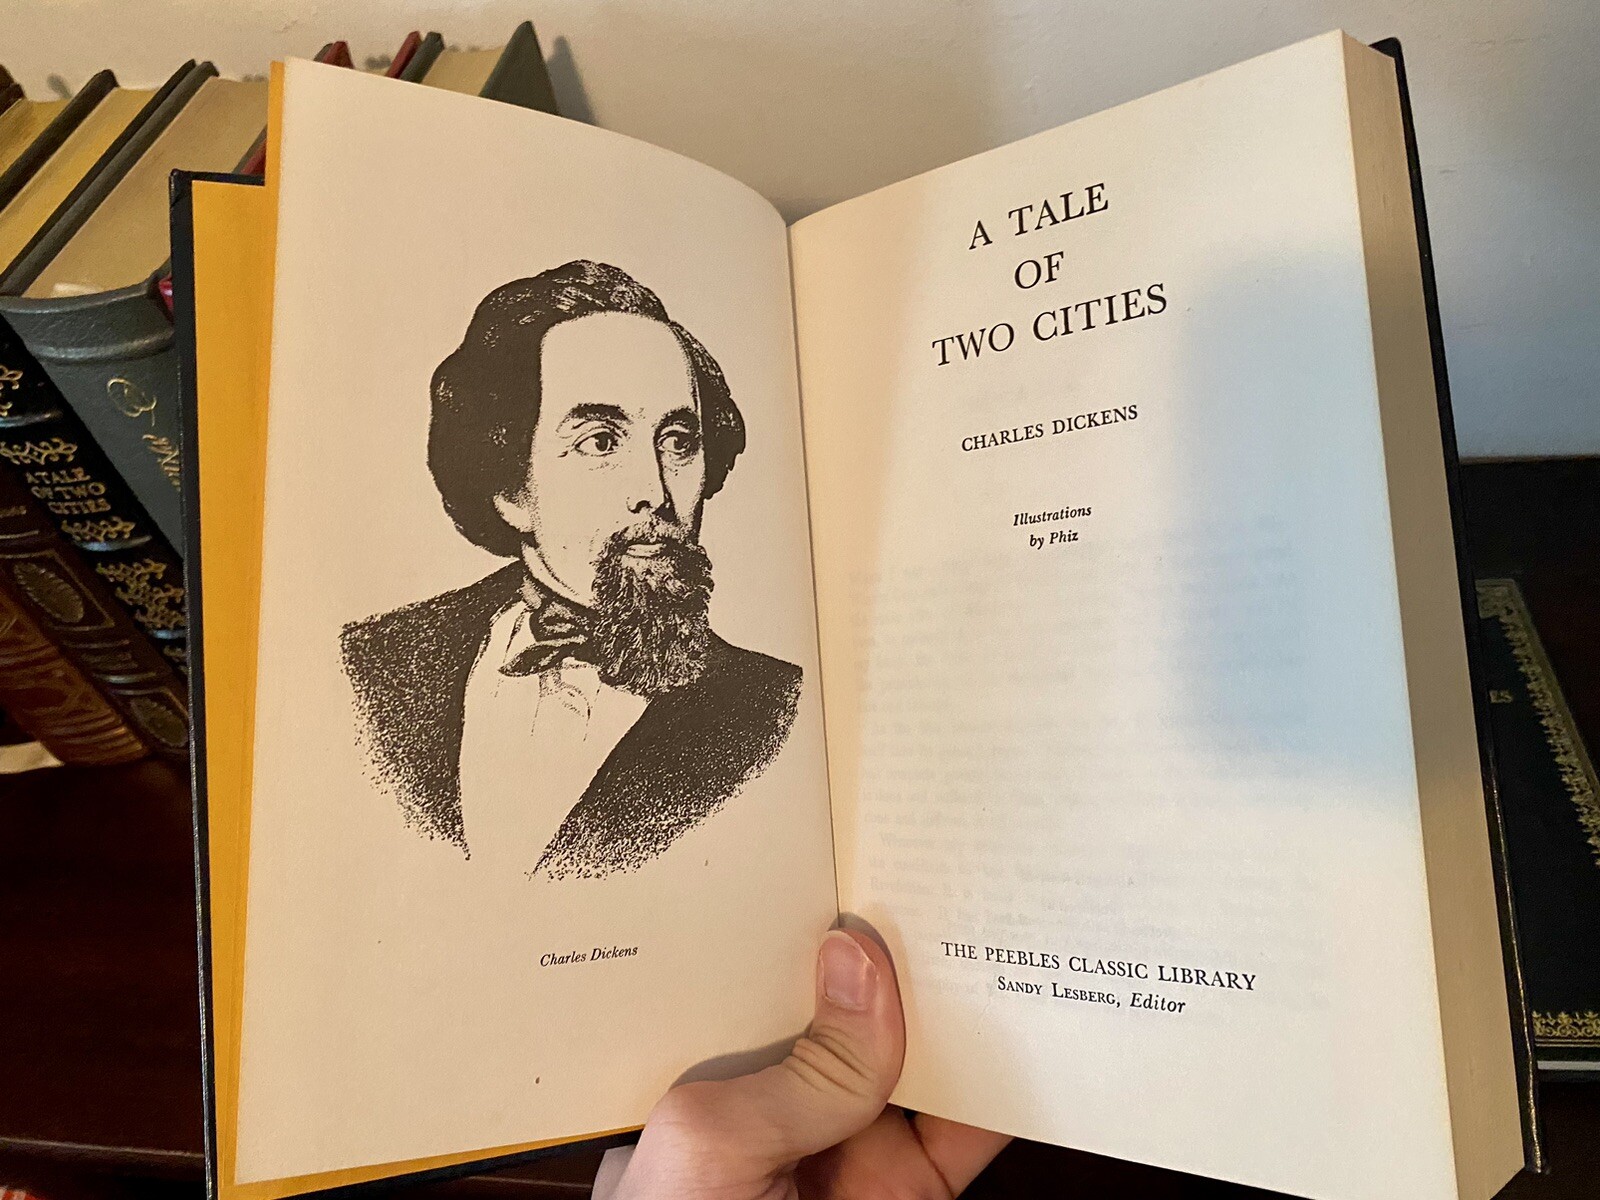 A TALE
OF TWO
CITIES
Charles Dickens
A TALE
OF
TWO CITIES
CHARLES DICKENS
Illustrations
by Phiz
THE PEEBLES CLASSIC LIBRARY
SANDY LESBERG, Editor